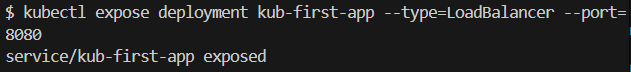 $ kubectl expose deployment kub-first-app --type=LoadBalancer --port=
8080
service/kub-first-app exposed